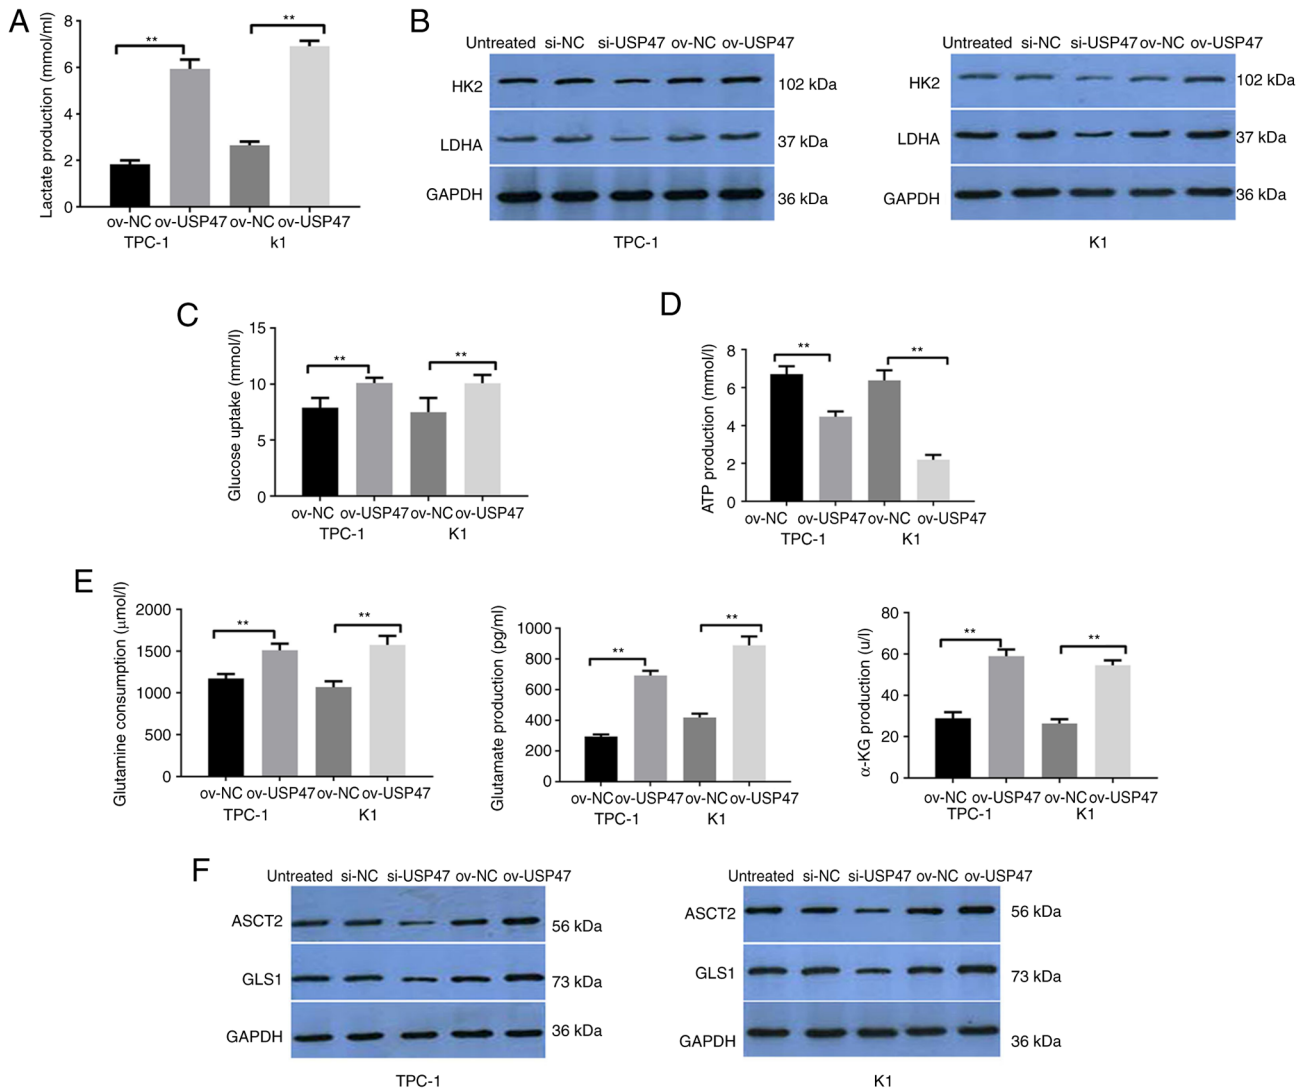 A
Lactate production (mmol/ml)
8
6
4
2
0
**
**
ov-NC ov-USP47 ov-NC ov-USP47
TPC-1 k1
B
Untreated si-NC si-USP47 ov-NC ov-USP47
HK2 102 kDa
LDHA 37 kDa
GAPDH 36 kDa
TPC-1
Untreated si-NC si-USP47 ov-NC ov-USP47
HK2 102 kDa
LDHA 37 kDa
GAPDH 36 kDa
K1
C
Glucose uptake (mmol/l)
15
10
5
0
**
**
ov-NC ov-USP47 ov-NC ov-USP47
TPC-1 K1
D
ATP production (mmol/l)
8
6
4
2
0
**
**
ov-NC ov-USP47 ov-NC ov-USP47
TPC-1 K1
E
Glutamine consumption (μmol/l)
2000
1500
1000
500
0
**
**
ov-NC ov-USP47 ov-NC ov-USP47
TPC-1 K1
Glutamate production (pg/ml)
1000
800
600
400
200
0
**
**
ov-NC ov-USP47 ov-NC ov-USP47
TPC-1 K1
α-KG production (u/l)
80
60
40
20
0
**
**
ov-NC ov-USP47 ov-NC ov-USP47
TPC-1 K1
F
Untreated si-NC si-USP47 ov-NC ov-USP47
ASCT2 56 kDa
GLS1 73 kDa
GAPDH 36 kDa
TPC-1
Untreated si-NC si-USP47 ov-NC ov-USP47
ASCT2 56 kDa
GLS1 73 kDa
GAPDH 36 kDa
K1